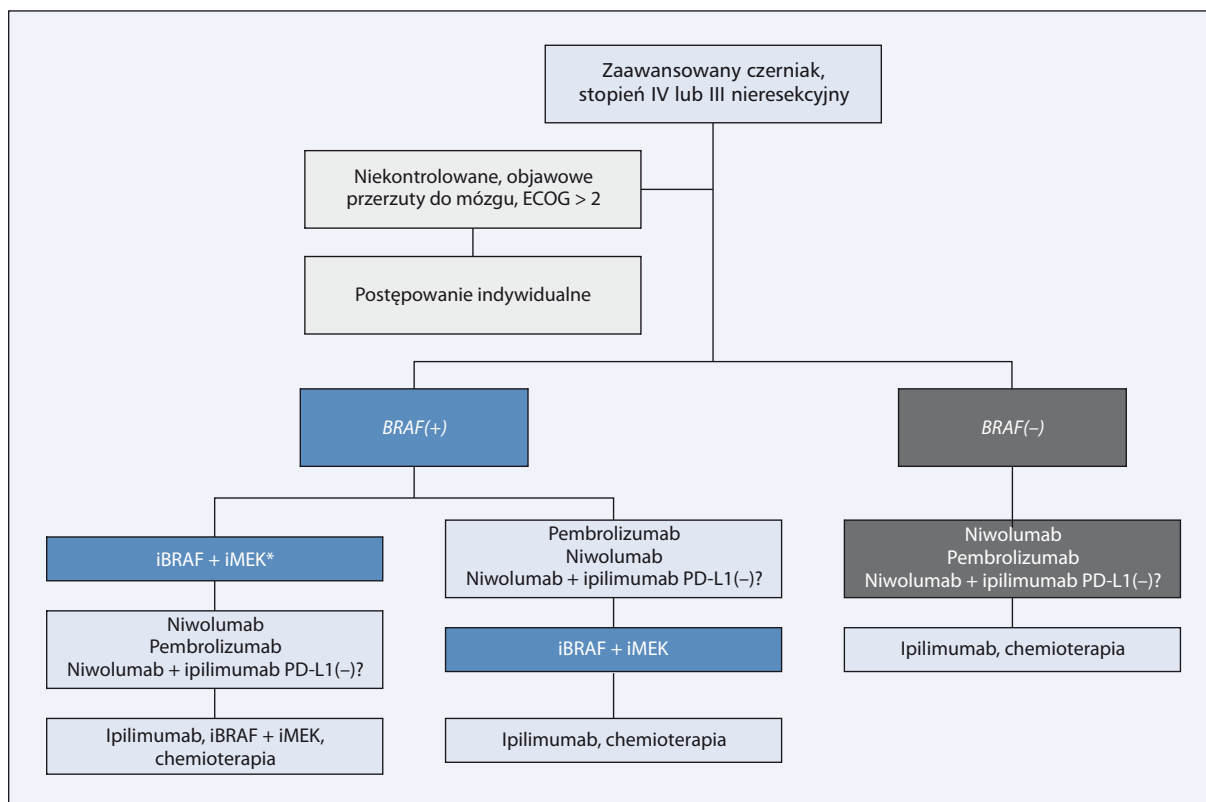 Zaawansowany czerniak,
stopień IV lub III nieresekcyjny
Niekontrolowane, objawowe
przerzuty do mózgu, ECOG > 2
Postępowanie indywidualne
BRAF(+)
BRAF(–)
iBRAF + iMEK*
Niwolumab
Pembrolizumab
Niwolumab + ipilimumab PD-L1(–)?
Ipilimumab, iBRAF + iMEK,
chemioterapia
Pembrolizumab
Niwolumab
Niwolumab + ipilimumab PD-L1(–)?
iBRAF + iMEK
Ipilimumab, chemioterapia
Niwolumab
Pembrolizumab
Niwolumab + ipilimumab PD-L1(–)?
Ipilimumab, chemioterapia